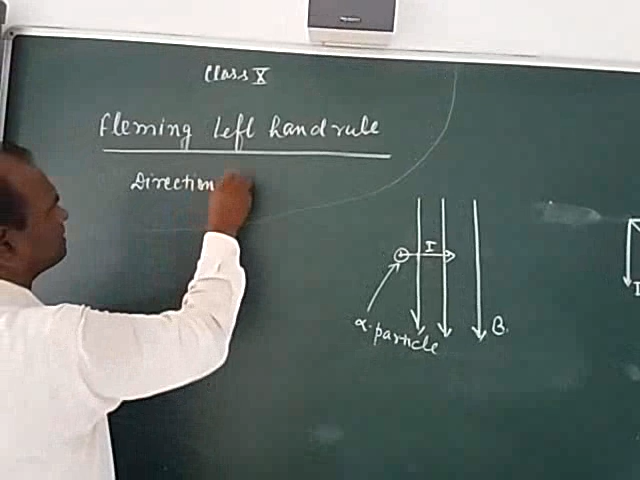 Class X
Fleming Left hand rule
Direction
I
α-particle
B.
I